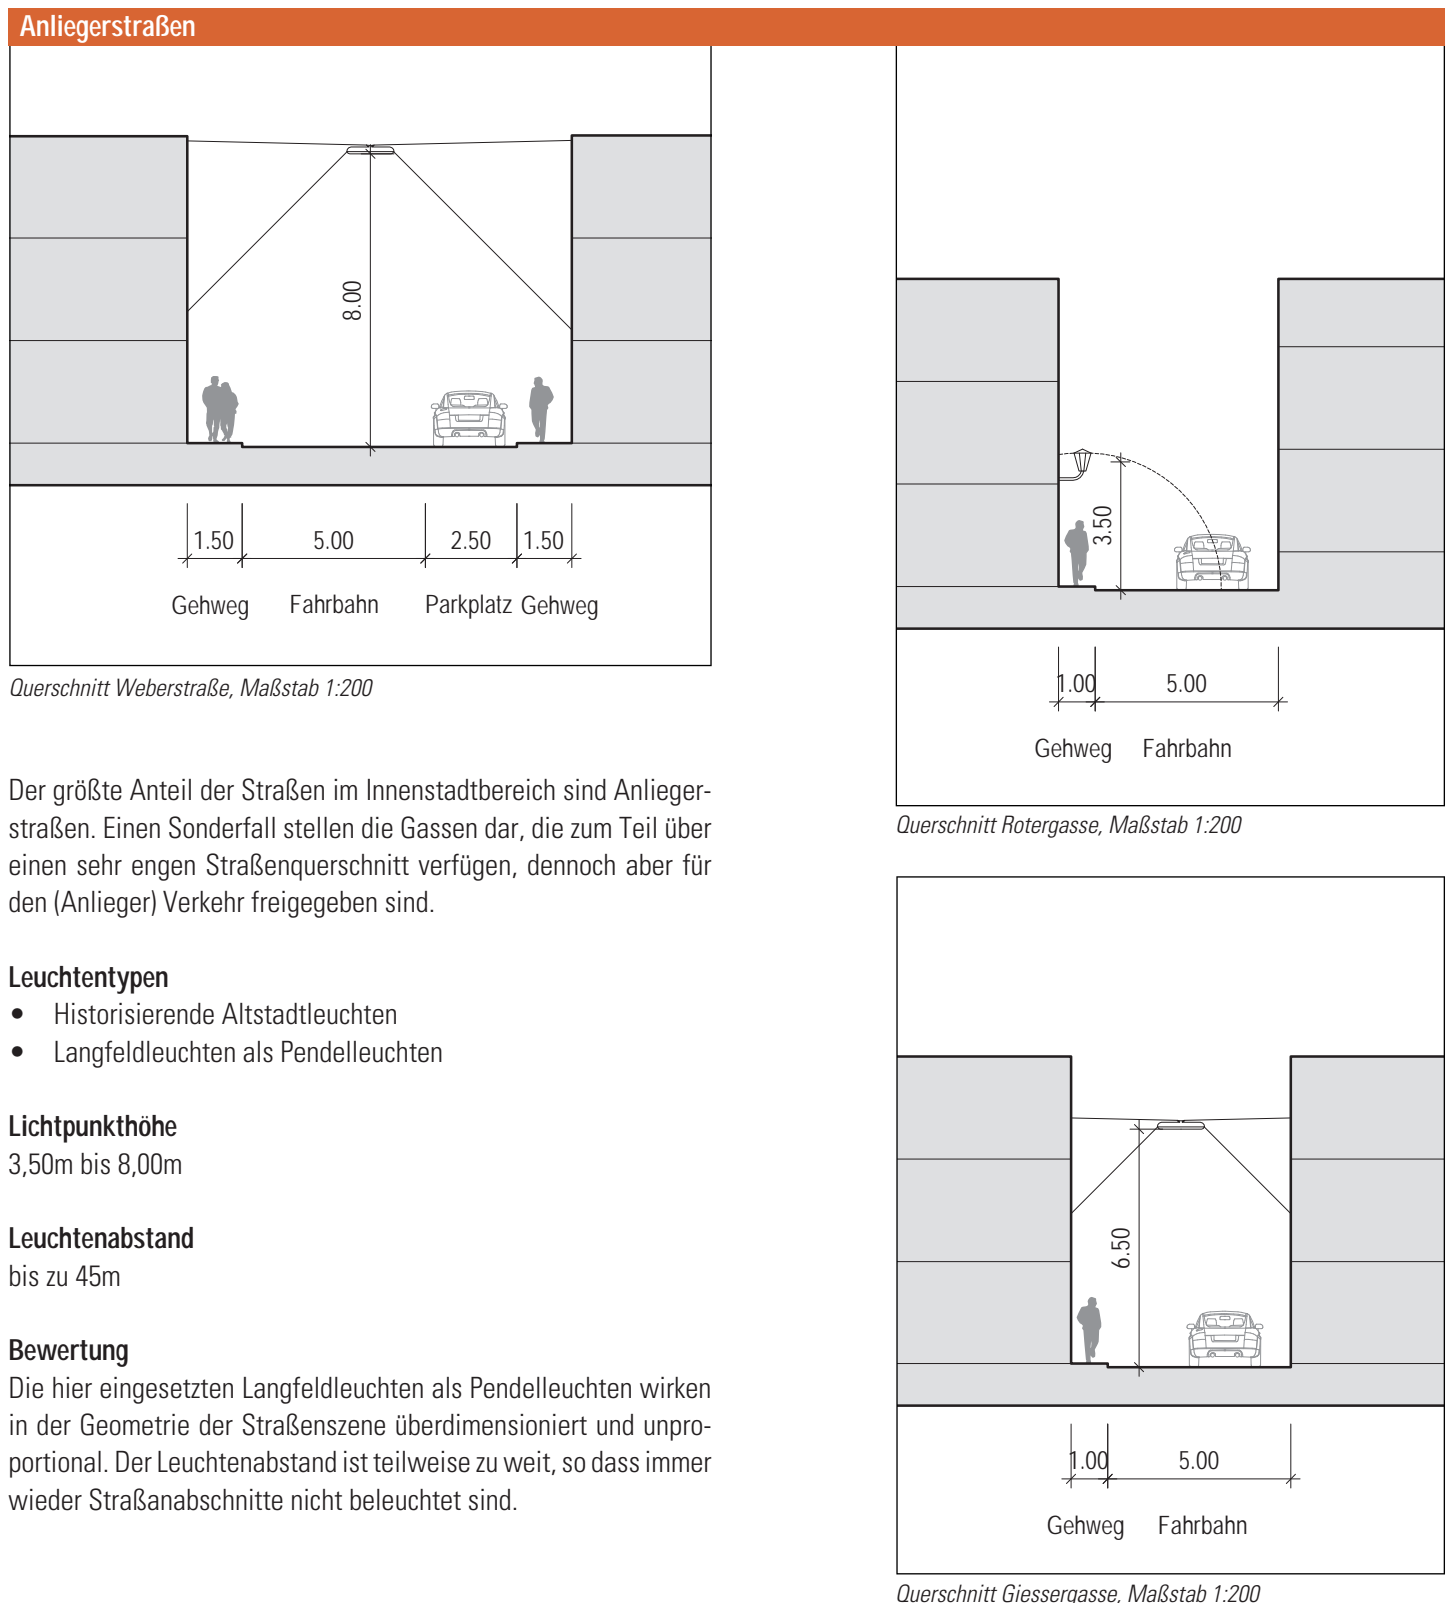 Anliegerstraßen
8.00
1.50 5.00 2.50 1.50
Gehweg Fahrbahn Parkplatz Gehweg
Querschnitt Weberstraße, Maßstab 1:200
Der größte Anteil der Straßen im Innenstadtbereich sind Anlieger-
straßen. Einen Sonderfall stellen die Gassen dar, die zum Teil über
einen sehr engen Straßenquerschnitt verfügen, dennoch aber für
den (Anlieger) Verkehr freigegeben sind.
Leuchtentypen
• Historisierende Altstadtleuchten
• Langfeldleuchten als Pendelleuchten
Lichtpunkthöhe
3,50m bis 8,00m
Leuchtenabstand
bis zu 45m
Bewertung
Die hier eingesetzten Langfeldleuchten als Pendelleuchten wirken
in der Geometrie der Straßenszene überdimensioniert und unpro-
portional. Der Leuchtenabstand ist teilweise zu weit, so dass immer
wieder Straßanabschnitte nicht beleuchtet sind.
3.50
1.00 5.00
Gehweg Fahrbahn
Querschnitt Rotergasse, Maßstab 1:200
6.50
1.00 5.00
Gehweg Fahrbahn
Querschnitt Giessergasse, Maßstab 1:200